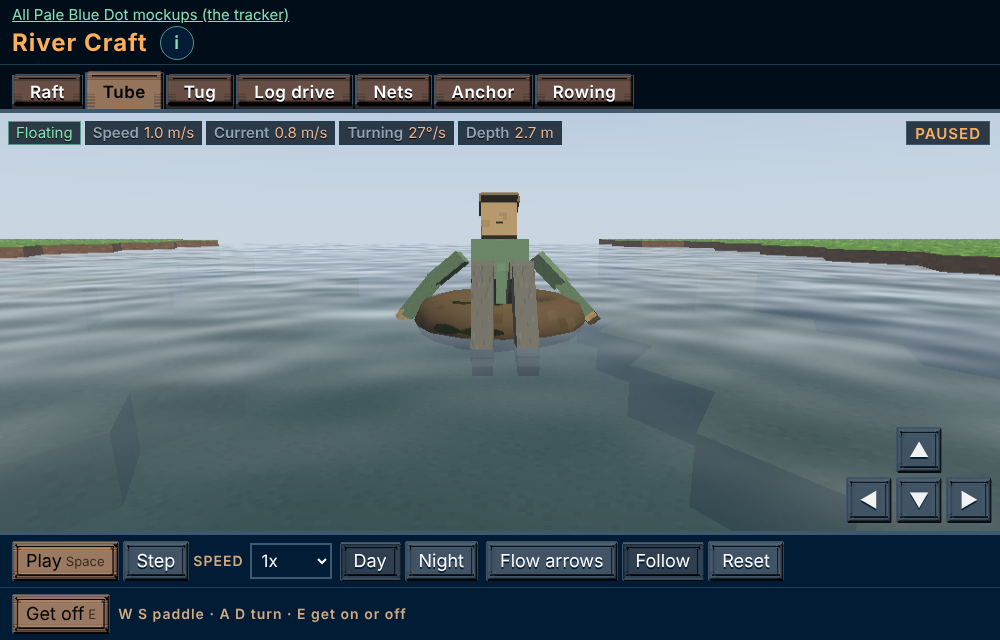 All Pale Blue Dot mockups (the tracker)
River Craft i
Raft Tube Tug Log drive Nets Anchor Rowing
Floating Speed 1.0 m/s Current 0.8 m/s Turning 27°/s Depth 2.7 m PAUSED
Play Space Step SPEED 1x Day Night Flow arrows Follow Reset
Get off E W S paddle · A D turn · E get on or off